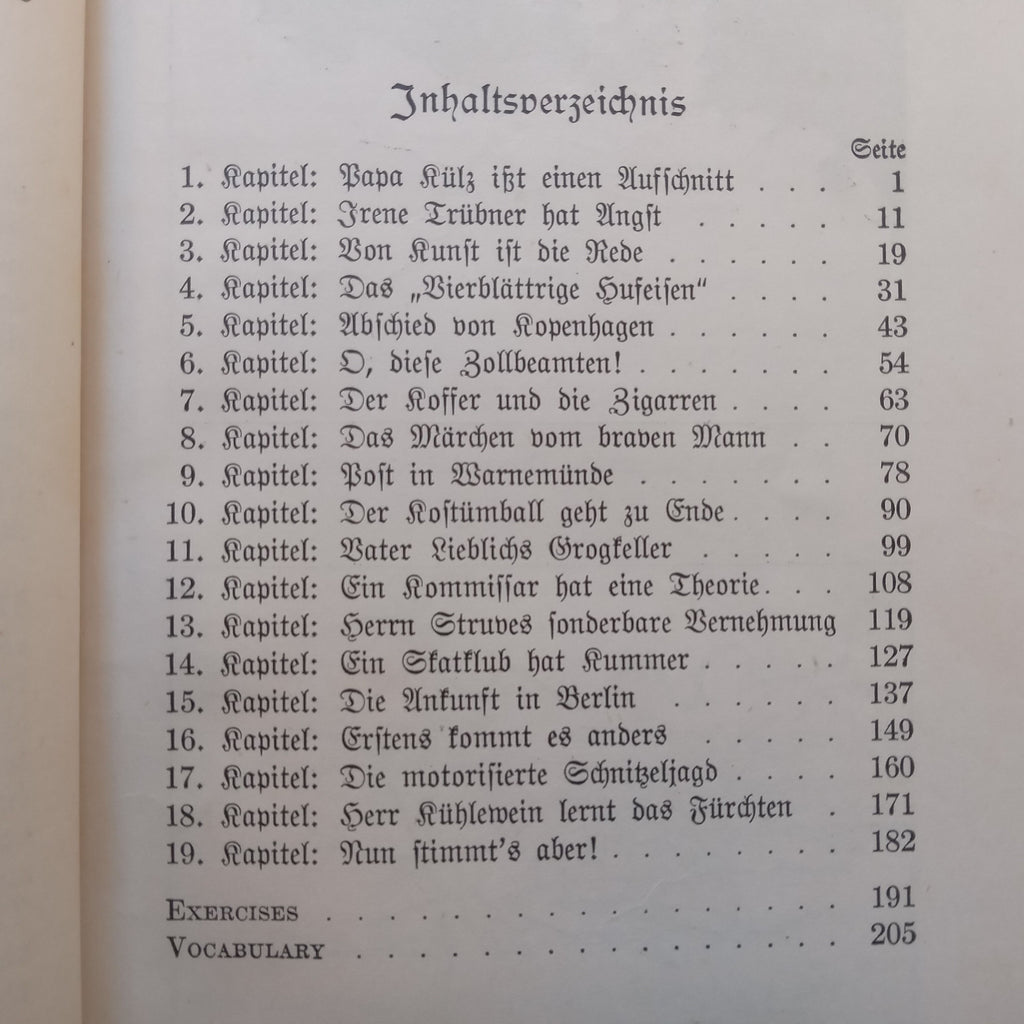 Inhaltsverzeichnis
Seite
1. Kapitel: Papa Külz ißt einen Aufschnitt . . . 1
2. Kapitel: Irene Trübner hat Angst . . . . . 11
3. Kapitel: Von Kunst ist die Rede . . . . . . 19
4. Kapitel: Das „Vierblättrige Hufeisen“ . . . . 31
5. Kapitel: Abschied von Kopenhagen . . . . . 43
6. Kapitel: O, diese Zollbeamten! . . . . . . . 54
7. Kapitel: Der Koffer und die Zigarren . . . . 63
8. Kapitel: Das Märchen vom braven Mann . . 70
9. Kapitel: Post in Warnemünde . . . . . . . 78
10. Kapitel: Der Kostümball geht zu Ende . . . . 90
11. Kapitel: Vater Lieblichs Grogkeller . . . . . 99
12. Kapitel: Ein Kommissar hat eine Theorie . . . 108
13. Kapitel: Herrn Struves sonderbare Vernehmung 119
14. Kapitel: Ein Skatklub hat Kummer . . . . . 127
15. Kapitel: Die Ankunft in Berlin . . . . . . 137
16. Kapitel: Erstens kommt es anders . . . . . 149
17. Kapitel: Die motorisierte Schnitzeljagd . . . . 160
18. Kapitel: Herr Kühlewein lernt das Fürchten . 171
19. Kapitel: Nun stimmt's aber! . . . . . . . . 182
EXERCISES . . . . . . . . . . . . . . . . . 191
VOCABULARY . . . . . . . . . . . . . . . . 205